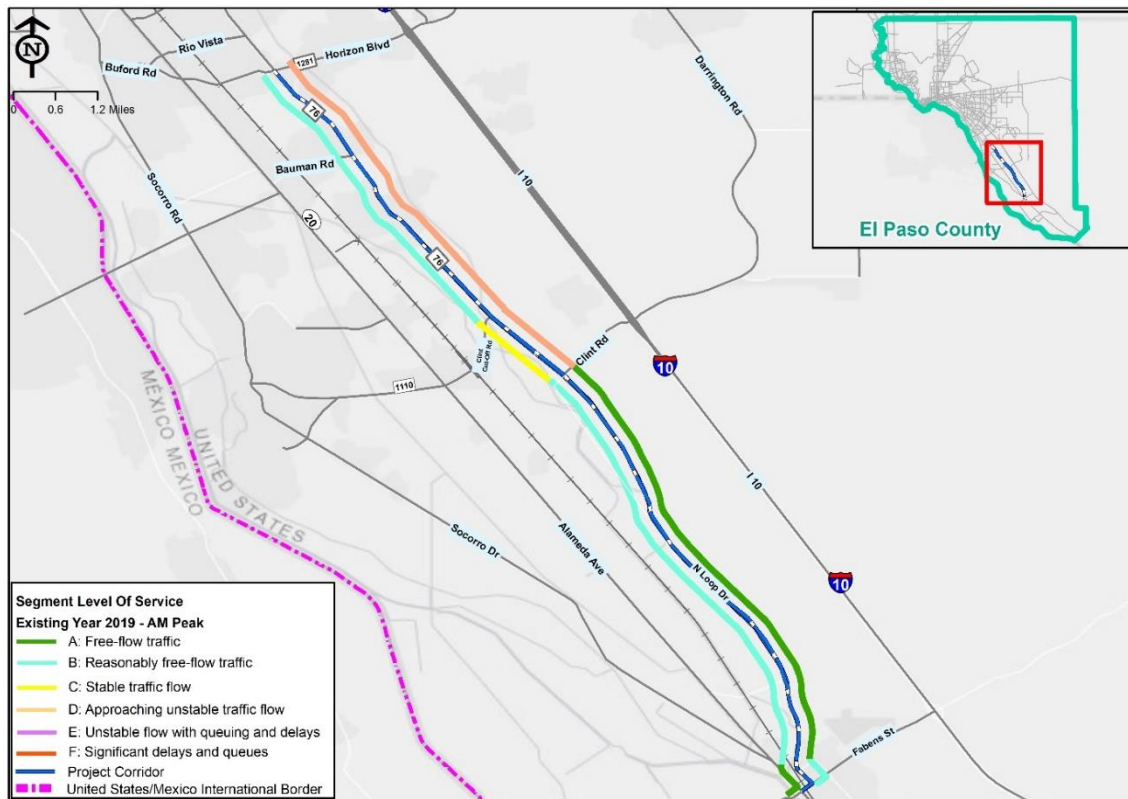 N
0 0.6 1.2 Miles
Rio Vista
Buford Rd
1281
Horizon Blvd
Darrington Rd
76
Bauman Rd
I 10
Socorro Rd
20
76
El Paso County
Clint Rd
Clint
Cutoff Rd
10
1110
MÉXICO MEXICO
UNITED STATES
I 10
Socorro Dr
Alameda Ave
N Loop Dr
10
Fabens St
Segment Level Of Service
Existing Year 2019 - AM Peak
A: Free-flow traffic
B: Reasonably free-flow traffic
C: Stable traffic flow
D: Approaching unstable traffic flow
E: Unstable flow with queuing and delays
F: Significant delays and queues
Project Corridor
United States/Mexico International Border